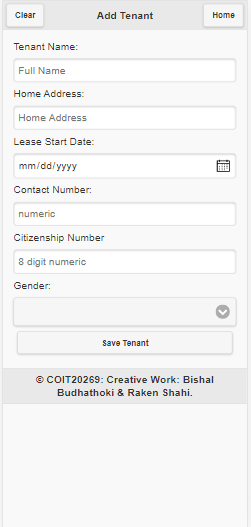 Clear Add Tenant Home
Tenant Name:
Full Name
Home Address:
Home Address
Lease Start Date:
mm/dd/yyyy
Contact Number:
numeric
Citizenship Number
8 digit numeric
Gender:
Save Tenant
© COIT20269: Creative Work: Bishal
Budhathoki & Raken Shahi.